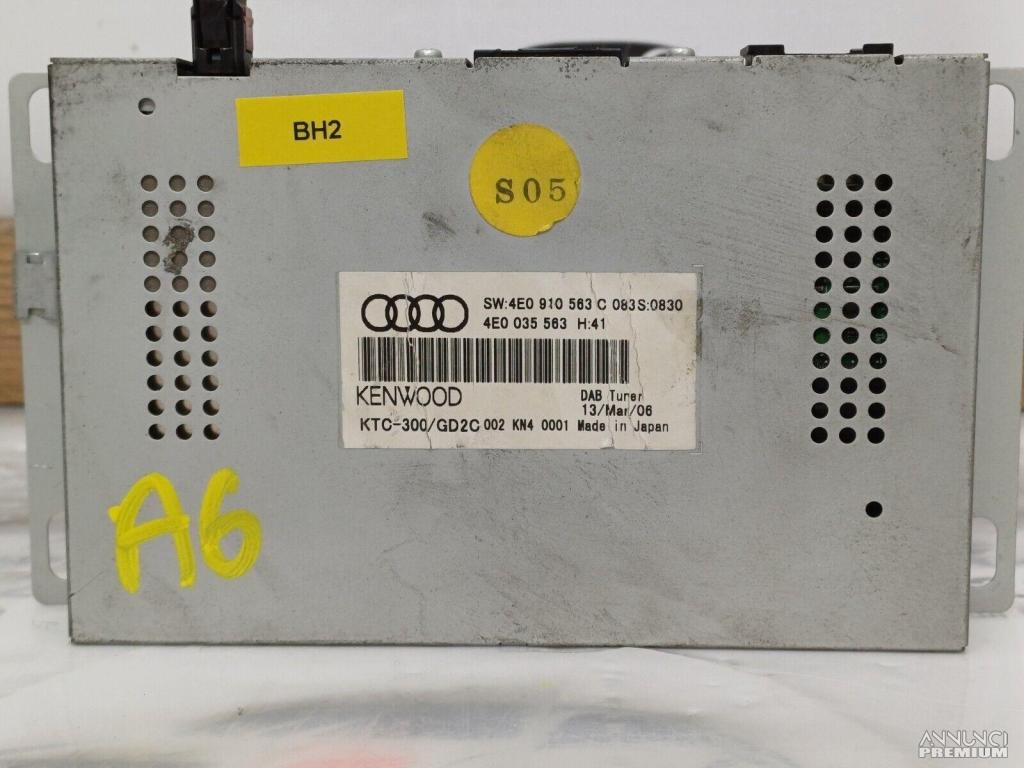 BH2
S05
SW:4E0 910 563 C 083S:0830
4E0 035 563 H:41
KENWOOD
DAB Tuner
13/Mar/06
KTC-300/GD2C 002 KN4 0001 Made in Japan
A6
ANNUNCI
PREMIUM